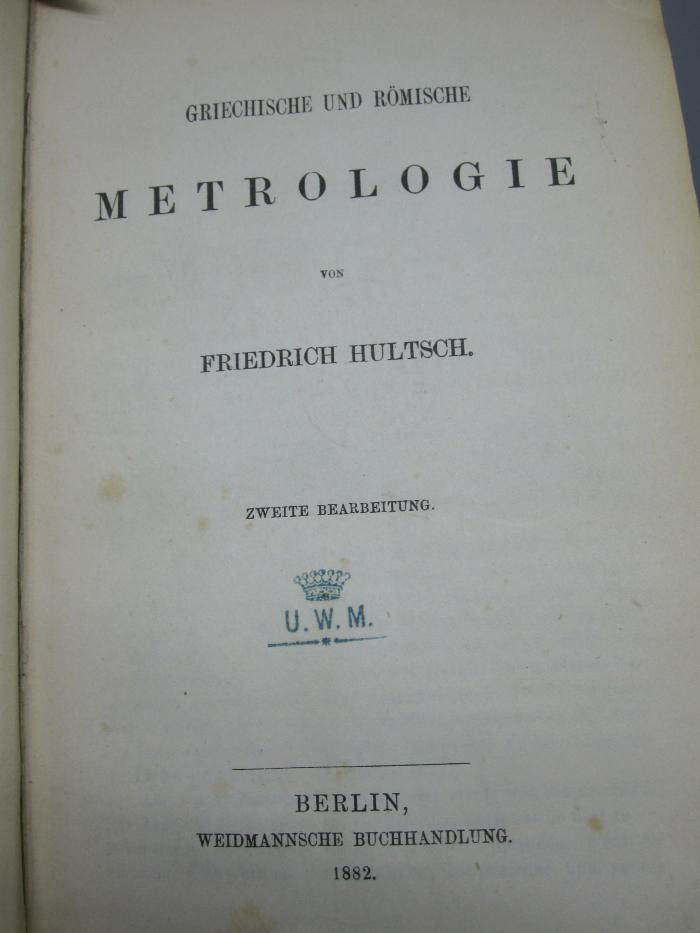 GRIECHISCHE UND RÖMISCHE
METROLOGIE
VON
FRIEDRICH HULTSCH.
ZWEITE BEARBEITUNG.
U. W. M.
BERLIN,
WEIDMANNSCHE BUCHHANDLUNG.
1882.